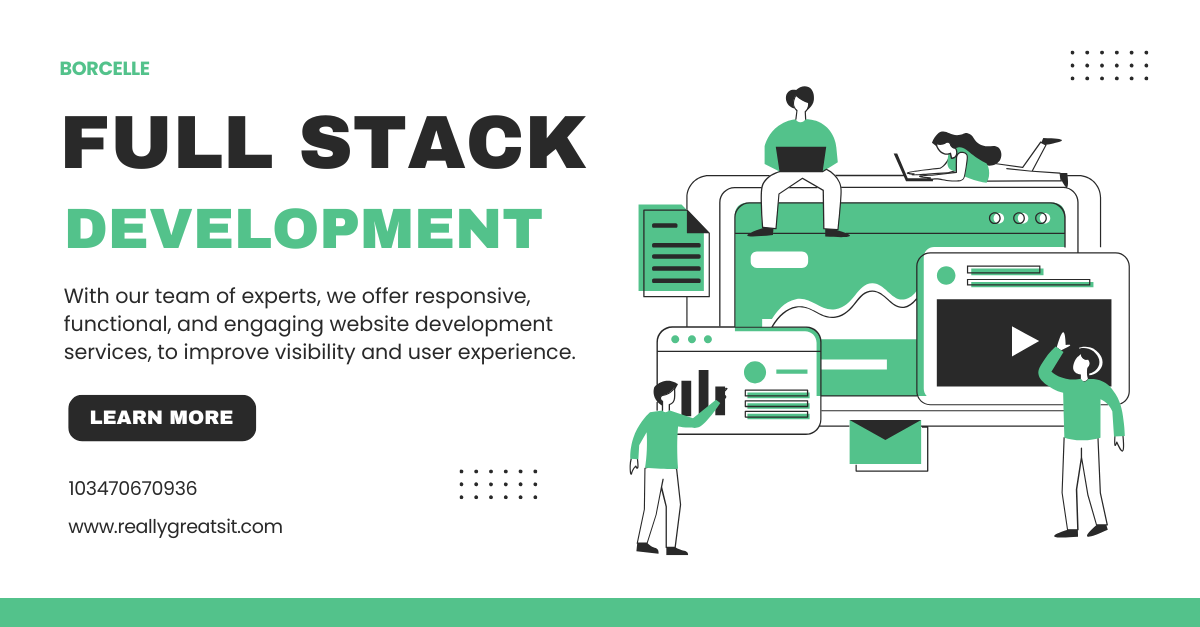 BORCELLE
FULL STACK
DEVELOPMENT
With our team of experts, we offer responsive,
functional, and engaging website development
services, to improve visibility and user experience.
LEARN MORE
103470670936
www.reallygreatsit.com